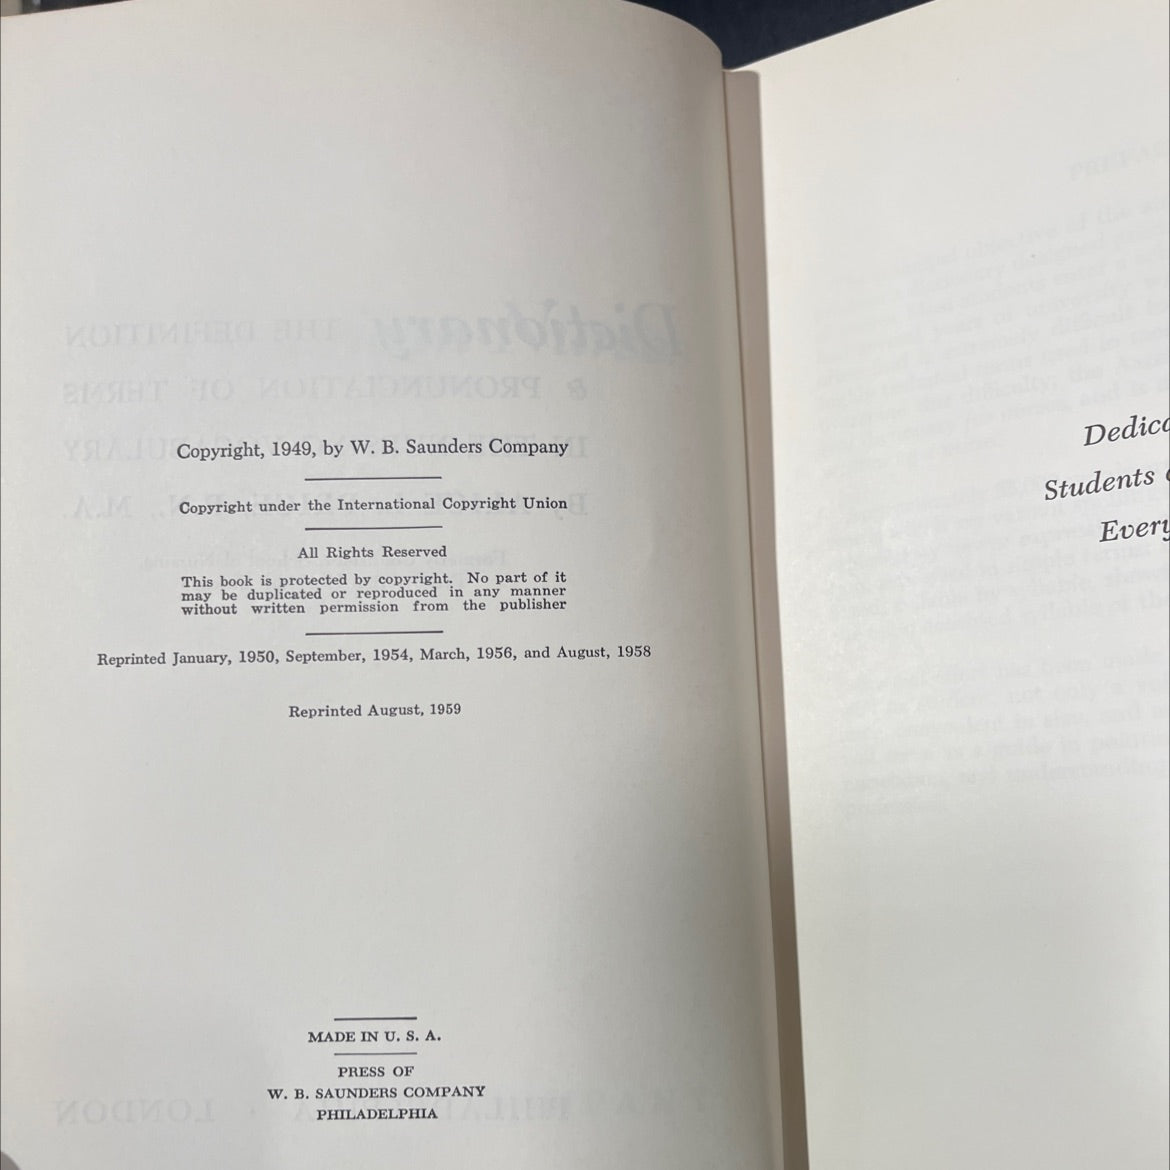 Copyright, 1949, by W. B. Saunders Company
Copyright under the International Copyright Union
All Rights Reserved
This book is protected by copyright. No part of it
may be duplicated or reproduced in any manner
without written permission from the publisher
Reprinted January, 1950, September, 1954, March, 1956, and August, 1958
Reprinted August, 1959
MADE IN U. S. A.
PRESS OF
W. B. SAUNDERS COMPANY
PHILADELPHIA
Students
Every